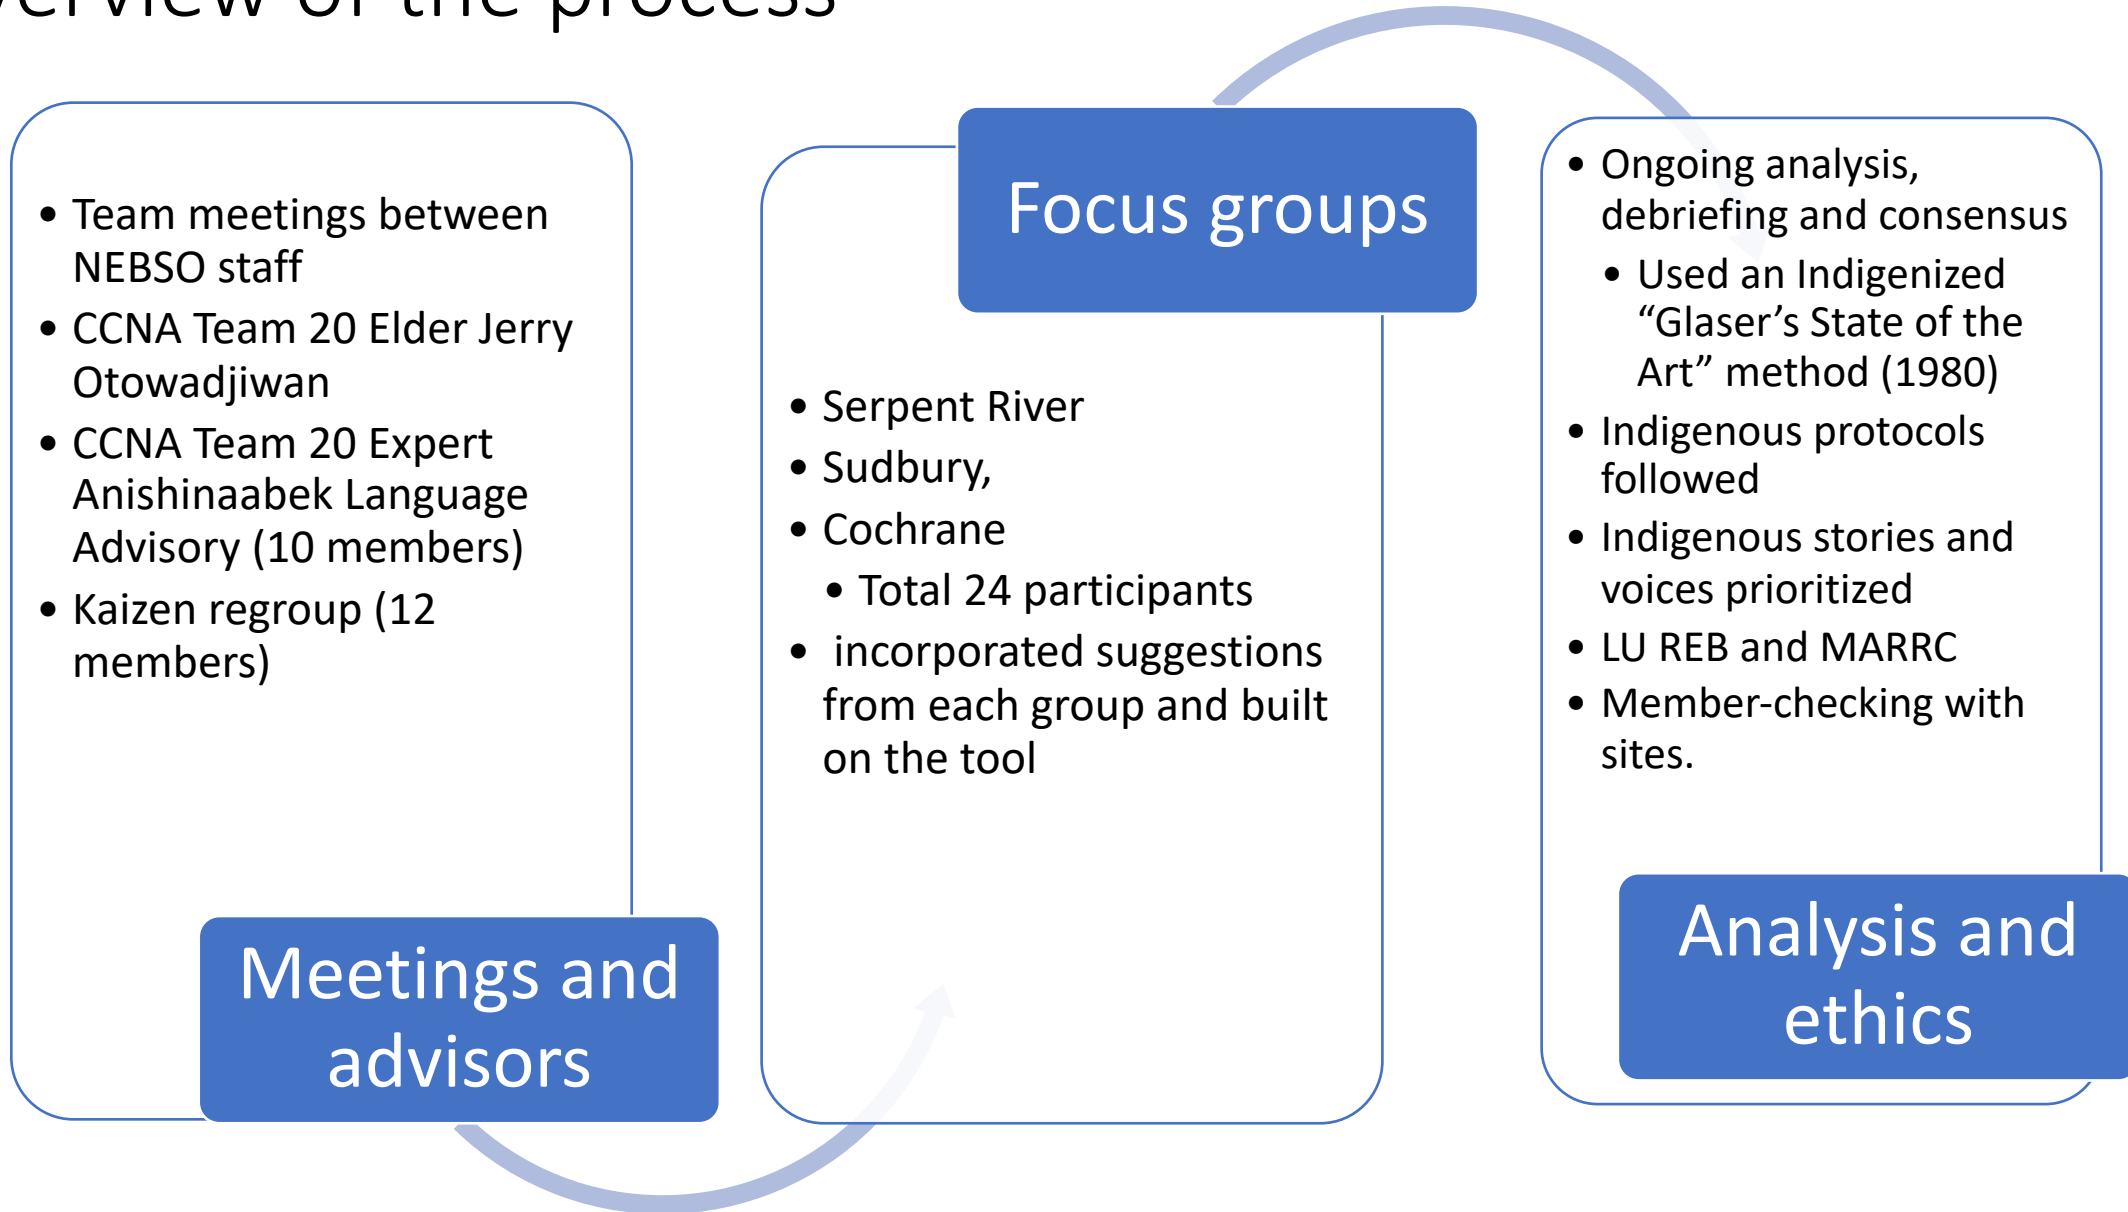 verview of the process
• Team meetings between
NEBSO staff
• CCNA Team 20 Elder Jerry
Otowadjiwan
• CCNA Team 20 Expert
Anishinaabek Language
Advisory (10 members)
• Kaizen regroup (12
members)
Meetings and
advisors
Focus groups
• Serpent River
• Sudbury,
• Cochrane
• Total 24 participants
• incorporated suggestions
from each group and built
on the tool
• Ongoing analysis,
debriefing and consensus
• Used an Indigenized
“Glaser’s State of the
Art” method (1980)
• Indigenous protocols
followed
• Indigenous stories and
voices prioritized
• LU REB and MARRC
• Member-checking with
sites.
Analysis and
ethics